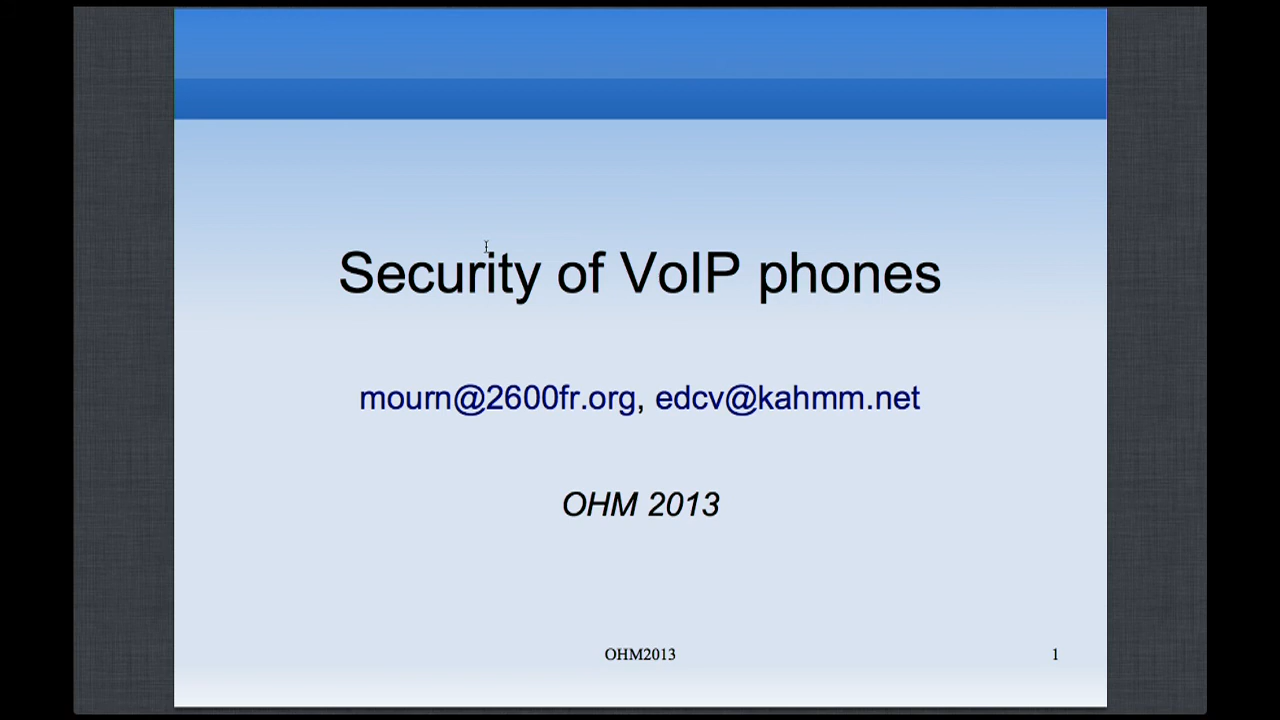 Security of VoIP phones
mourn@2600fr.org, edcv@kahmm.net
OHM 2013
OHM2013
1